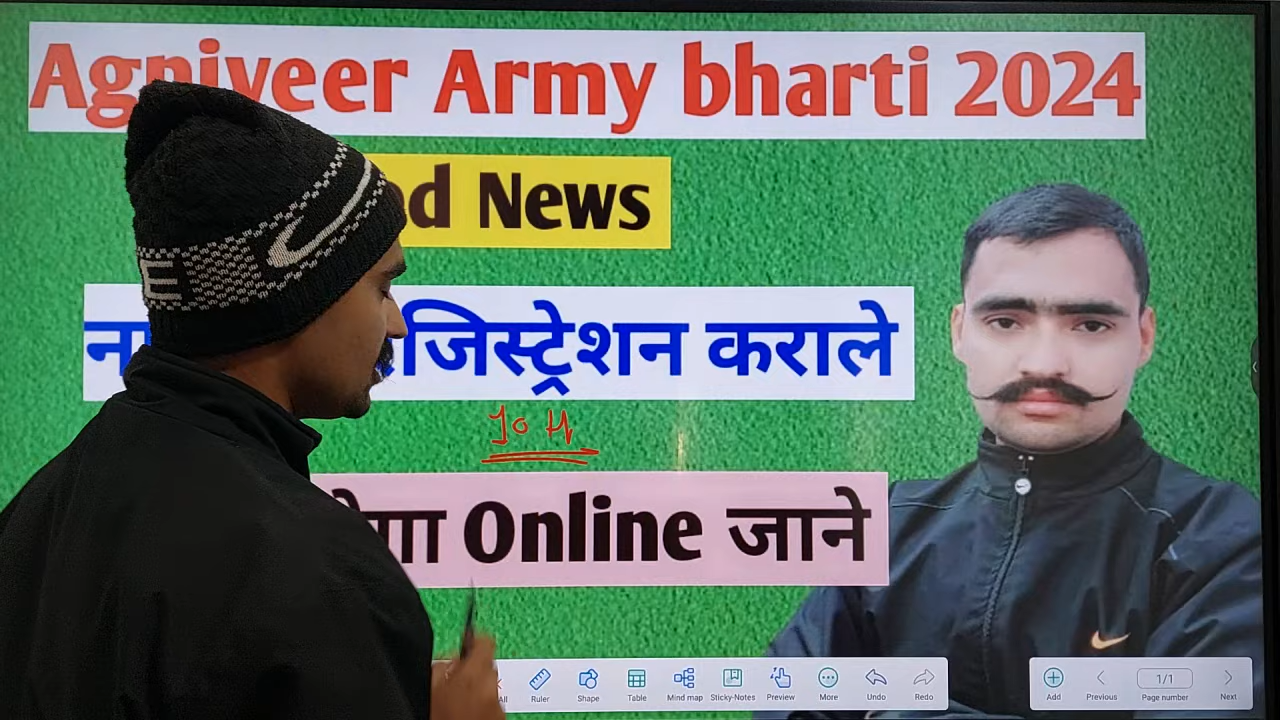 Agniveer Army bharti 2024
News
रजिस्ट्रेशन कराले
Online जाने
Ruler Shape Table Mind map Sticky-Notes Preview More Undo Redo Add Previous 1/1 Page number Next